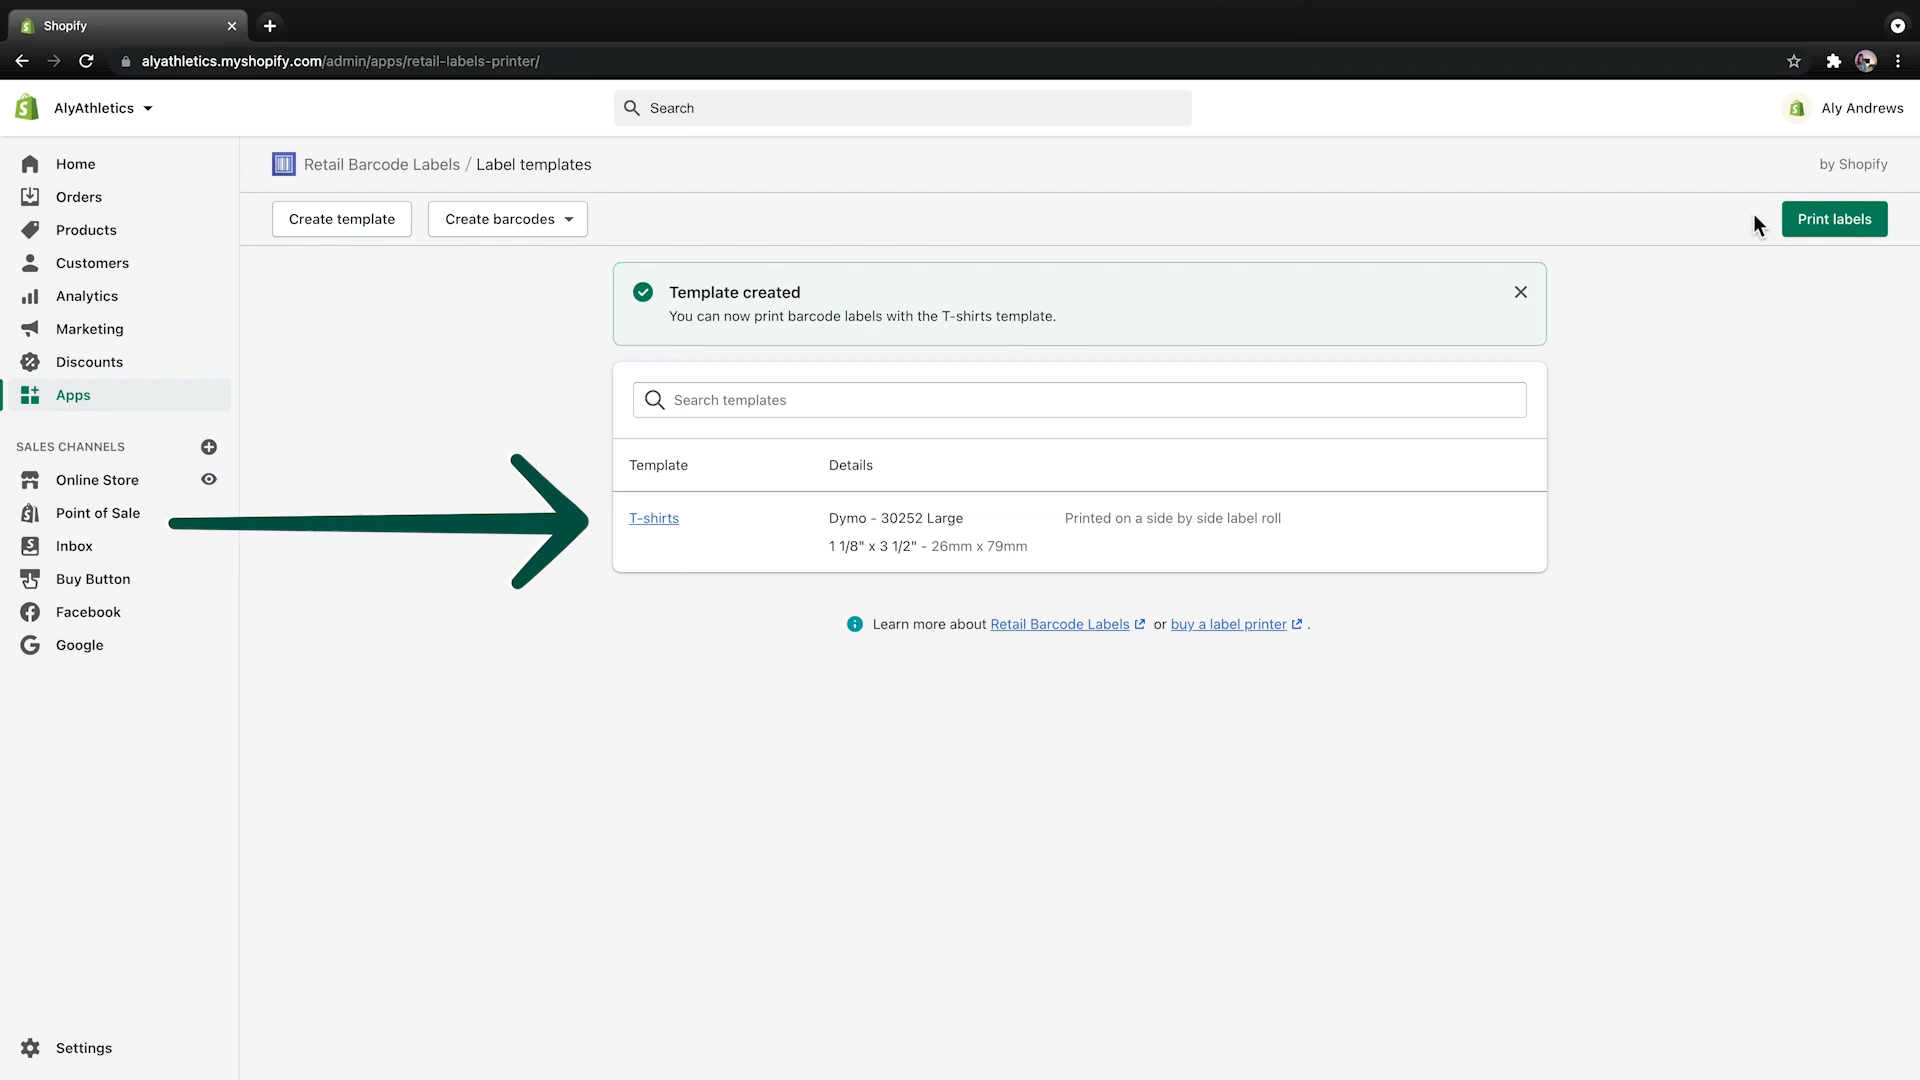 Shopify
alyathletics.myshopify.com/admin/apps/retail-labels-printer/
AlyAthletics
Search
Aly Andrews
Home
Orders
Products
Customers
Analytics
Marketing
Discounts
Apps
SALES CHANNELS
Online Store
Point of Sale
Inbox
Buy Button
Facebook
Google
Settings
Retail Barcode Labels / Label templates
by Shopify
Create template
Create barcodes
Print labels
Template created
You can now print barcode labels with the T-shirts template.
Search templates
Template Details
T-shirts Dymo - 30252 Large Printed on a side by side label roll
1 1/8" x 3 1/2" - 26mm x 79mm
Learn more about Retail Barcode Labels or buy a label printer .